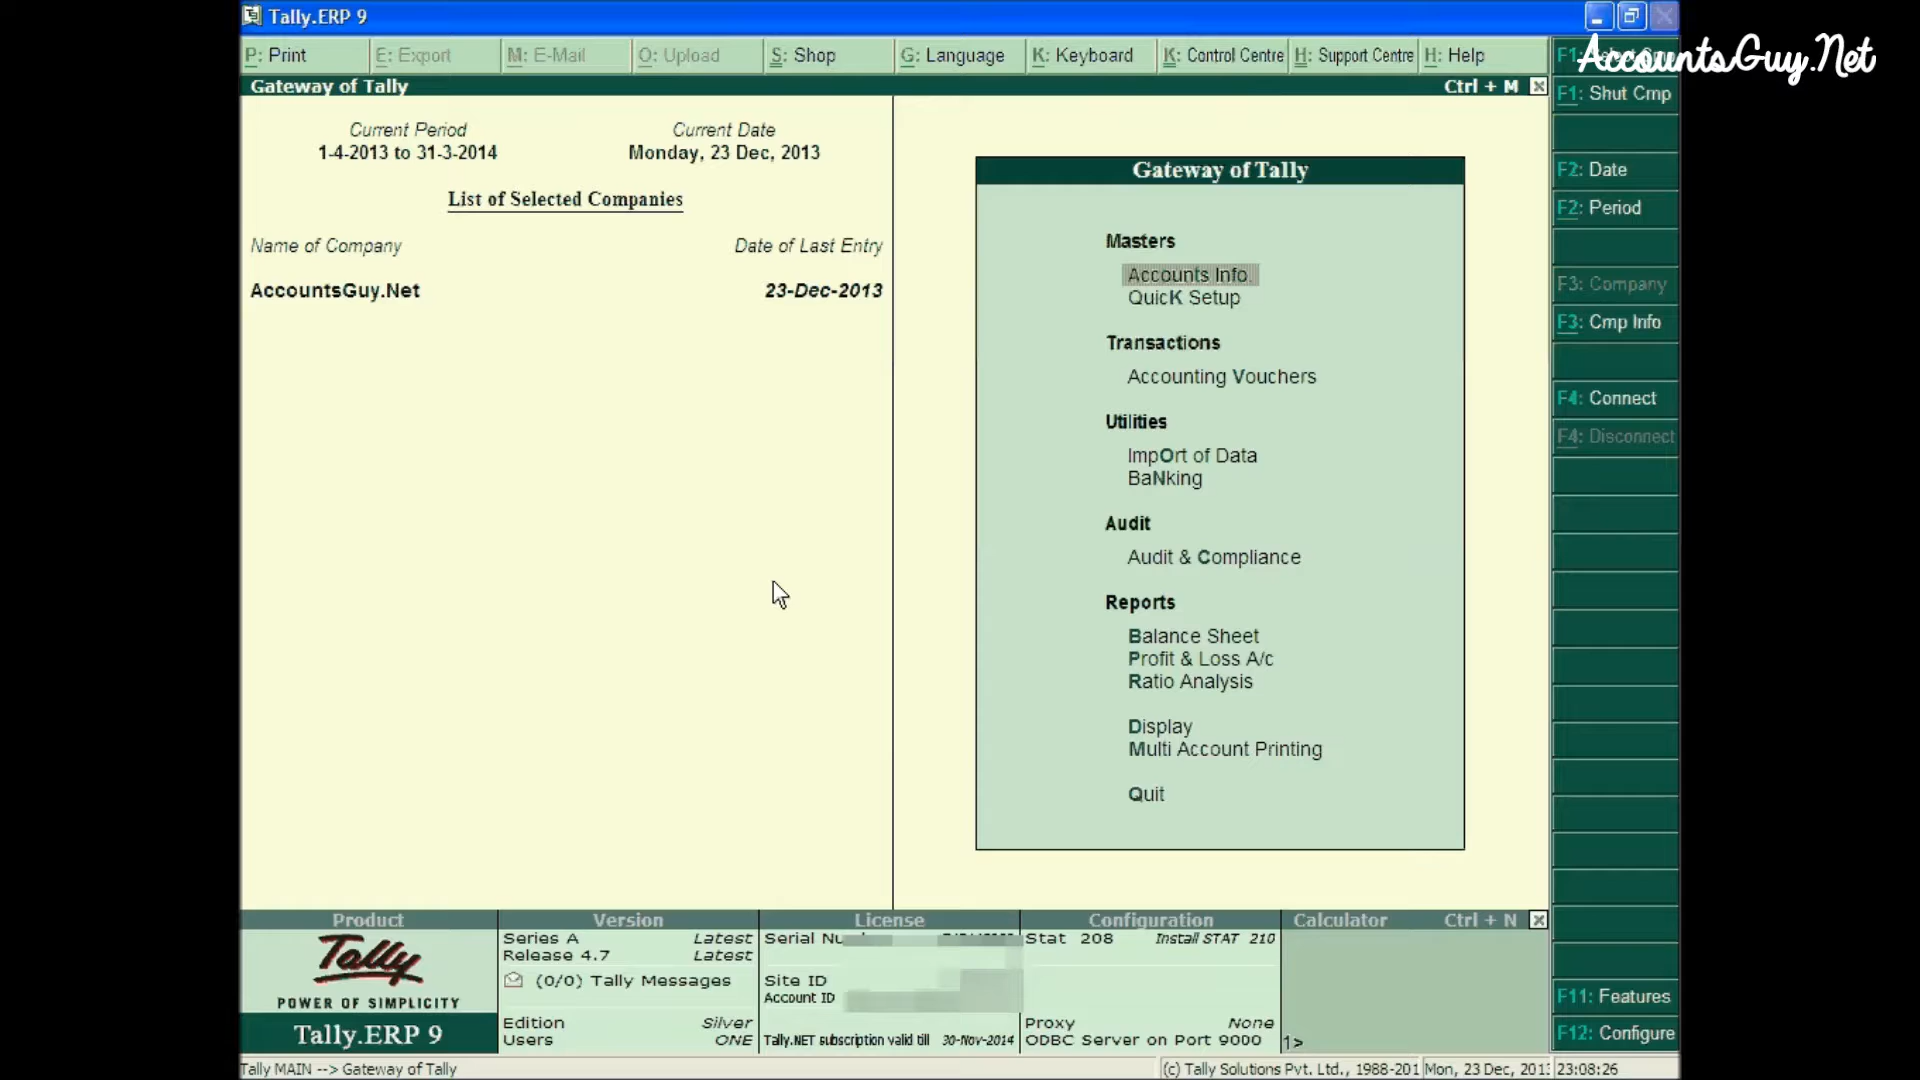 Tally.ERP 9
AccountsGuy.Net
P: Print
E: Export
M: E-Mail
O: Upload
S: Shop
G: Language
K: Keyboard
K: Control Centre
H: Support Centre
H: Help
Gateway of Tally
Ctrl + M
Current Period
1-4-2013 to 31-3-2014
Current Date
Monday, 23 Dec, 2013
List of Selected Companies
Name of Company
Date of Last Entry
AccountsGuy.Net
23-Dec-2013
Gateway of Tally
Masters
Accounts Info.
QuicK Setup
Transactions
Accounting Vouchers
Utilities
ImpOrt of Data
BaNking
Audit
Audit & Compliance
Reports
Balance Sheet
Profit & Loss A/c
Ratio Analysis
Display
Multi Account Printing
Quit
F1:
F1: Shut Cmp
F2: Date
F2: Period
F3: Company
F3: Cmp Info
F4: Connect
F4: Disconnect
F11: Features
F12: Configure
Product
Tally
POWER OF SIMPLICITY
Tally.ERP 9
Version
Series A Latest
Release 4.7 Latest
(0/0) Tally Messages
Edition Silver
Users ONE
License
Serial
Site ID
Account ID
Tally.NET subscription valid till 30-Nov-2014
Configuration
Stat 208 Install STAT 210
Proxy None
ODBC Server on Port 9000
Calculator
Ctrl + N
1>
Tally MAIN --> Gateway of Tally
(c) Tally Solutions Pvt. Ltd., 1988-201
Mon, 23 Dec, 201
23:08:26